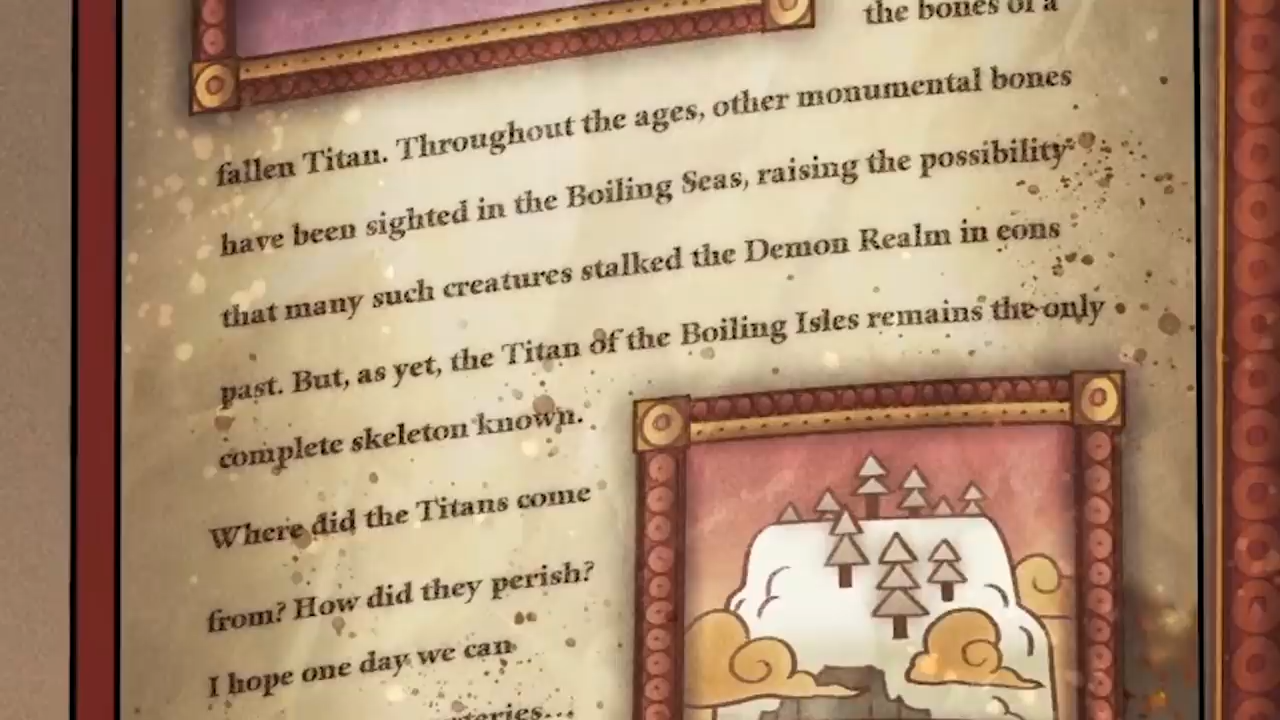 the bones of a
fallen Titan. Throughout the ages, other monumental bones
have been sighted in the Boiling Seas, raising the possibility
that many such creatures stalked the Demon Realm in eons
past. But, as yet, the Titan of the Boiling Isles remains the only
complete skeleton known.
Where did the Titans come
from? How did they perish?
I hope one day we can